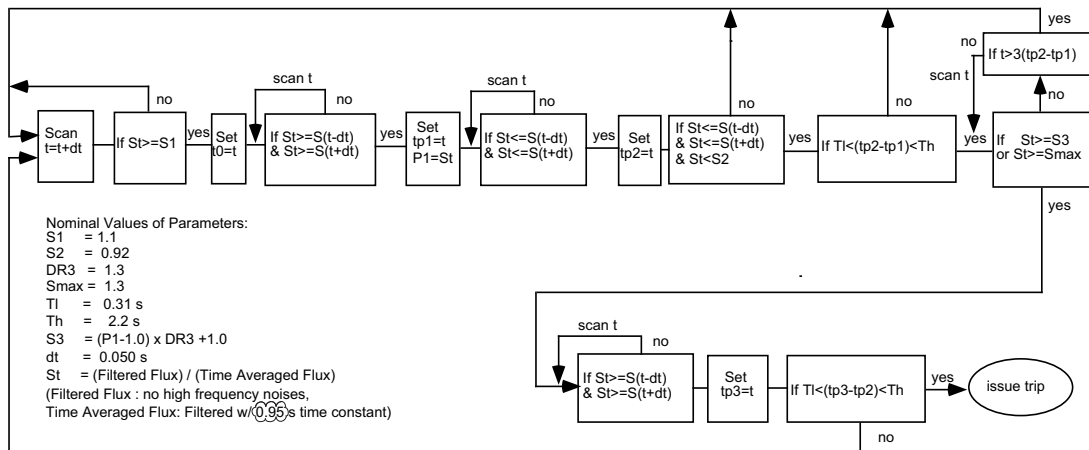 yes
no
If t>3(tp2-tp1)
scan t
scan t
no
scan t
no
no
no
no
Scan
t=t+dt
If St>=S1
yes
Set
t0=t
If St>=S(t-dt)
& St>=S(t+dt)
yes
Set
tp1=t
P1=St
If St<=S(t-dt)
& St<=S(t+dt)
yes
Set
tp2=t
If St<=S(t-dt)
& St<=S(t+dt)
& St<S2
yes
If Tl<(tp2-tp1)<Th
yes
If St>=S3
or St>=Smax
no
yes
Nominal Values of Parameters:
S1 = 1.1
S2 = 0.92
DR3 = 1.3
Smax = 1.3
Tl = 0.31 s
Th = 2.2 s
S3 = (P1-1.0) x DR3 +1.0
dt = 0.050 s
St = (Filtered Flux) / (Time Averaged Flux)
(Filtered Flux : no high frequency noises,
Time Averaged Flux: Filtered w/ 0.95 s time constant)
scan t
no
If St>=S(t-dt)
& St>=S(t+dt)
Set
tp3=t
If Tl<(tp3-tp2)<Th
yes
issue trip
no